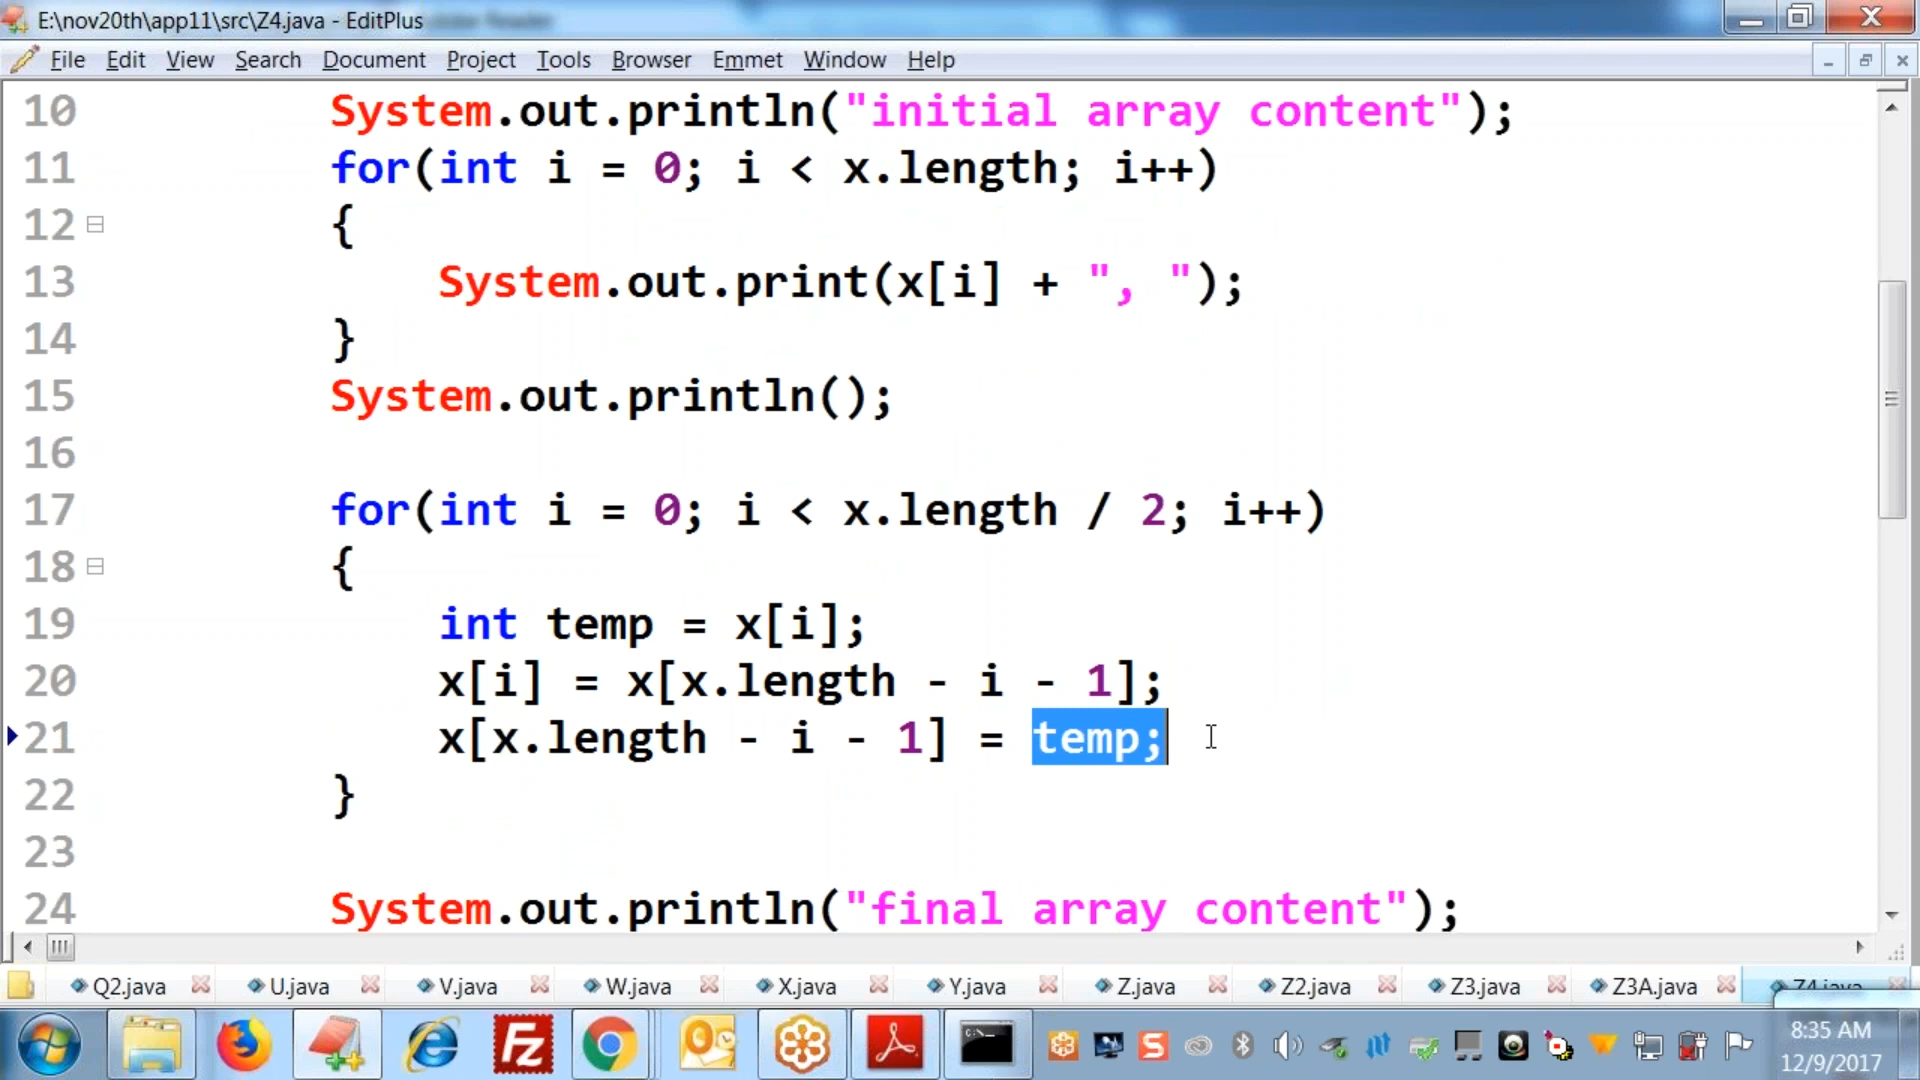 E:\nov20th\app11\src\Z4.java - EditPlus
File Edit View Search Document Project Tools Browser Emmet Window Help
10 System.out.println("initial array content");
11 for(int i = 0; i < x.length; i++)
12 {
13 System.out.print(x[i] + ", ");
14 }
15 System.out.println();
16
17 for(int i = 0; i < x.length / 2; i++)
18 {
19 int temp = x[i];
20 x[i] = x[x.length - i - 1];
21 x[x.length - i - 1] = temp;
22 }
23
24 System.out.println("final array content");
Q2.java U.java V.java W.java X.java Y.java Z.java Z2.java Z3.java Z3A.java Z4.java
8:35 AM
12/9/2017